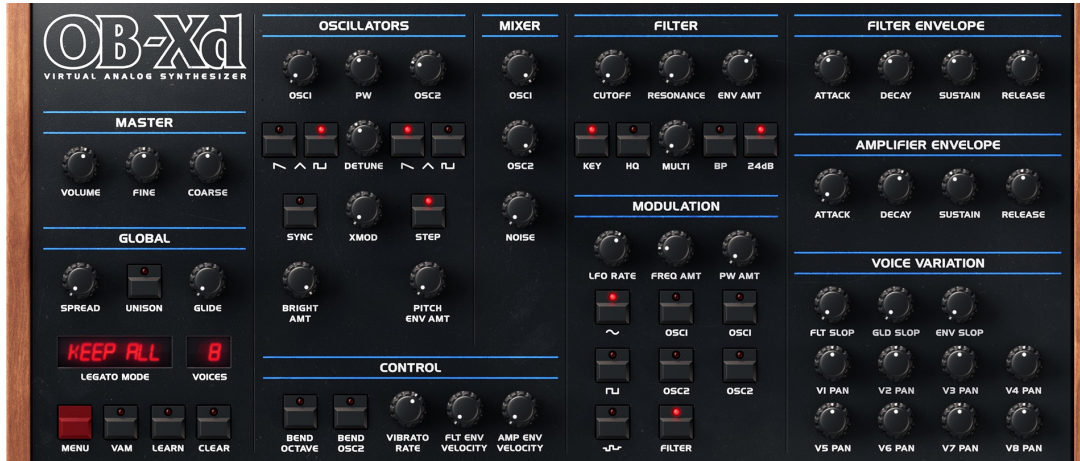 OB-Xd
VIRTUAL ANALOG SYNTHESIZER
MASTER
VOLUME FINE COARSE
GLOBAL
SPREAD UNISON GLIDE
KEEP ALL 8
LEGATO MODE VOICES
MENU VAM LEARN CLEAR
OSCILLATORS
OSC1 PW OSC2
DETUNE
SYNC XMOD STEP
BRIGHT
AMT
PITCH
ENV AMT
MIXER
OSC1
OSC2
NOISE
CONTROL
BEND
OCTAVE
BEND
OSC2
VIBRATO
RATE
FLT ENV
VELOCITY
AMP ENV
VELOCITY
FILTER
CUTOFF RESONANCE ENV AMT
KEY HQ MULTI BP 24dB
MODULATION
LFO RATE FREQ AMT PW AMT
OSC1 OSC1
OSC2 OSC2
FILTER
FILTER ENVELOPE
ATTACK DECAY SUSTAIN RELEASE
AMPLIFIER ENVELOPE
ATTACK DECAY SUSTAIN RELEASE
VOICE VARIATION
FLT SLOP GLD SLOP ENV SLOP
V1 PAN V2 PAN V3 PAN V4 PAN
V5 PAN V6 PAN V7 PAN V8 PAN